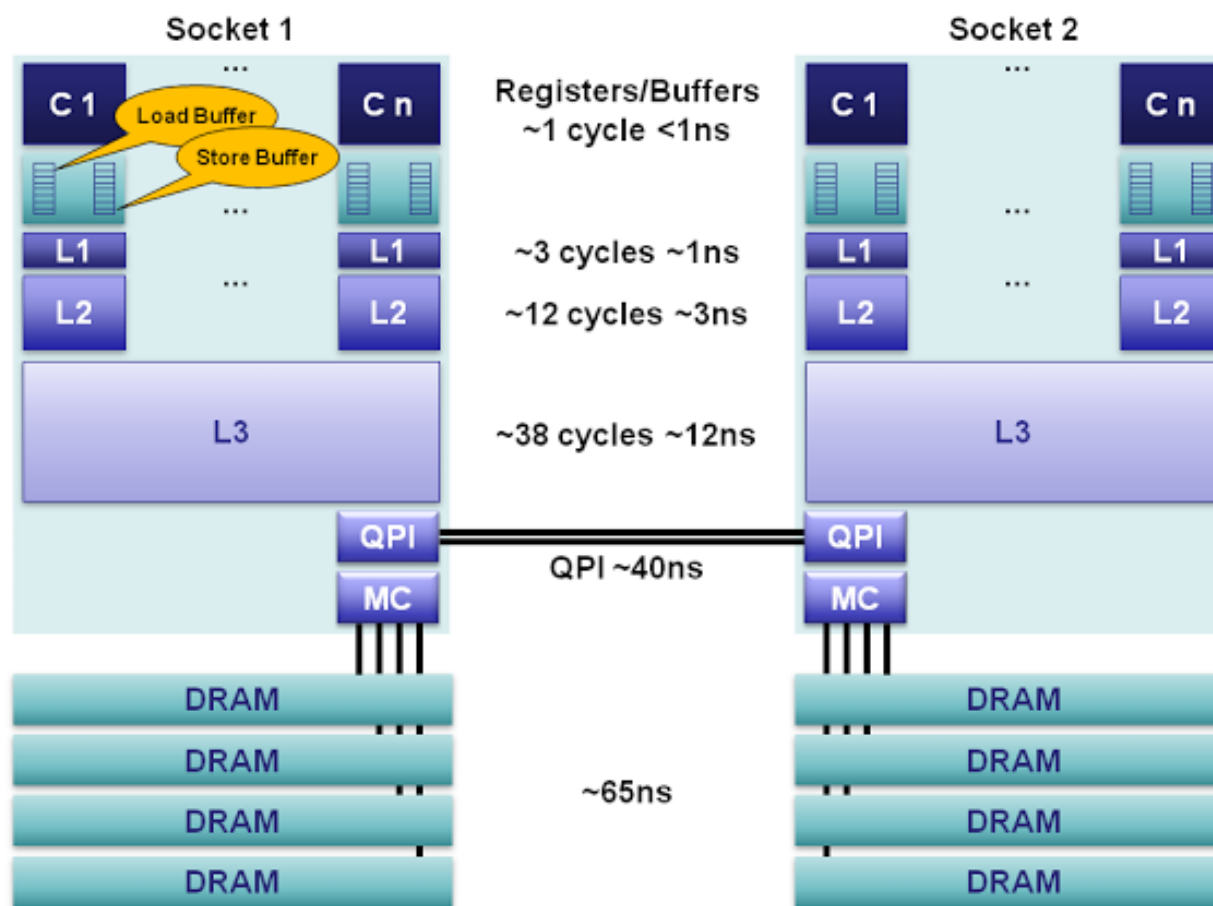 Socket 1
Socket 2
...
...
C 1
C n
Registers/Buffers
~1 cycle <1ns
C 1
C n
Load Buffer
Store Buffer
...
...
L1
L1
~3 cycles ~1ns
L1
L1
...
...
L2
L2
~12 cycles ~3ns
L2
L2
L3
~38 cycles ~12ns
L3
QPI
QPI
QPI ~40ns
MC
MC
DRAM
DRAM
DRAM
DRAM
~65ns
DRAM
DRAM
DRAM
DRAM